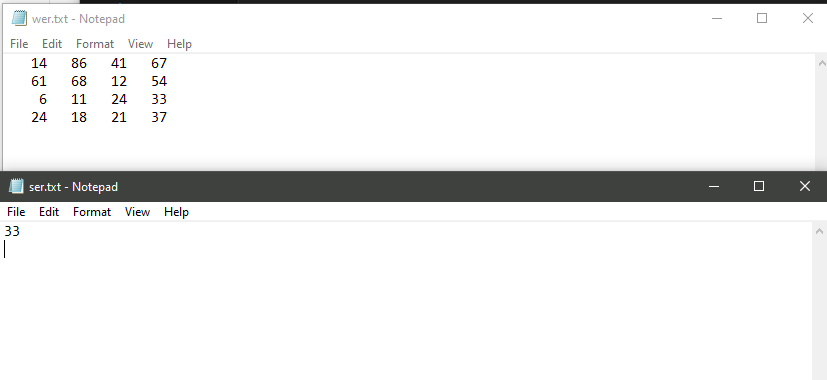 wer.txt - Notepad
File Edit Format View Help
14 86 41 67
61 68 12 54
6 11 24 33
24 18 21 37
ser.txt - Notepad
File Edit Format View Help
33